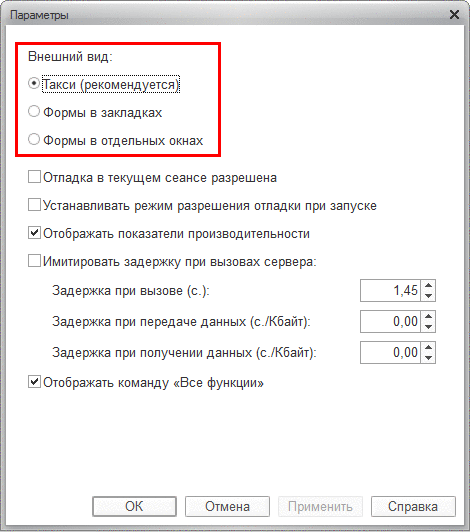 Параметры
Внешний вид:
Такси (рекомендуется)
Формы в закладках
Формы в отдельных окнах
Отладка в текущем сеансе разрешена
Устанавливать режим разрешения отладки при запуске
Отображать показатели производительности
Имитировать задержку при вызовах сервера:
Задержка при вызове (с.): 1,45
Задержка при передаче данных (с./Кбайт): 0,00
Задержка при получении данных (с./Кбайт): 0,00
Отображать команду «Все функции»
ОК Отмена Применить Справка